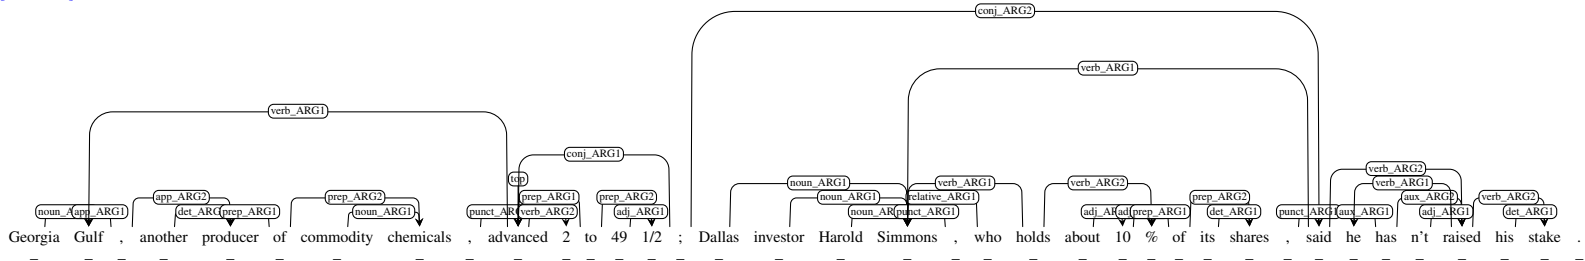 conj_ARG2
verb_ARG1
verb_ARG1
conj_ARG1
verb_ARG2
top
noun_ARG1 verb_ARG1 verb_ARG2 verb_ARG1
app_ARG2 prep_ARG2 prep_ARG1 prep_ARG2 noun_ARG1 relative_ARG1 prep_ARG2 aux_ARG2 verb_ARG2
app_ARG1 prep_ARG1 noun_ARG1 verb_ARG2 adj_ARG1 punct_ARG1 prep_ARG1 det_ARG1 aux_ARG1 adj_ARG1 det_ARG1
Georgia Gulf , another producer of commodity chemicals , advanced 2 to 49 1/2 ; Dallas investor Harold Simmons , who holds about 10 % of its shares , said he has n't raised his stake .